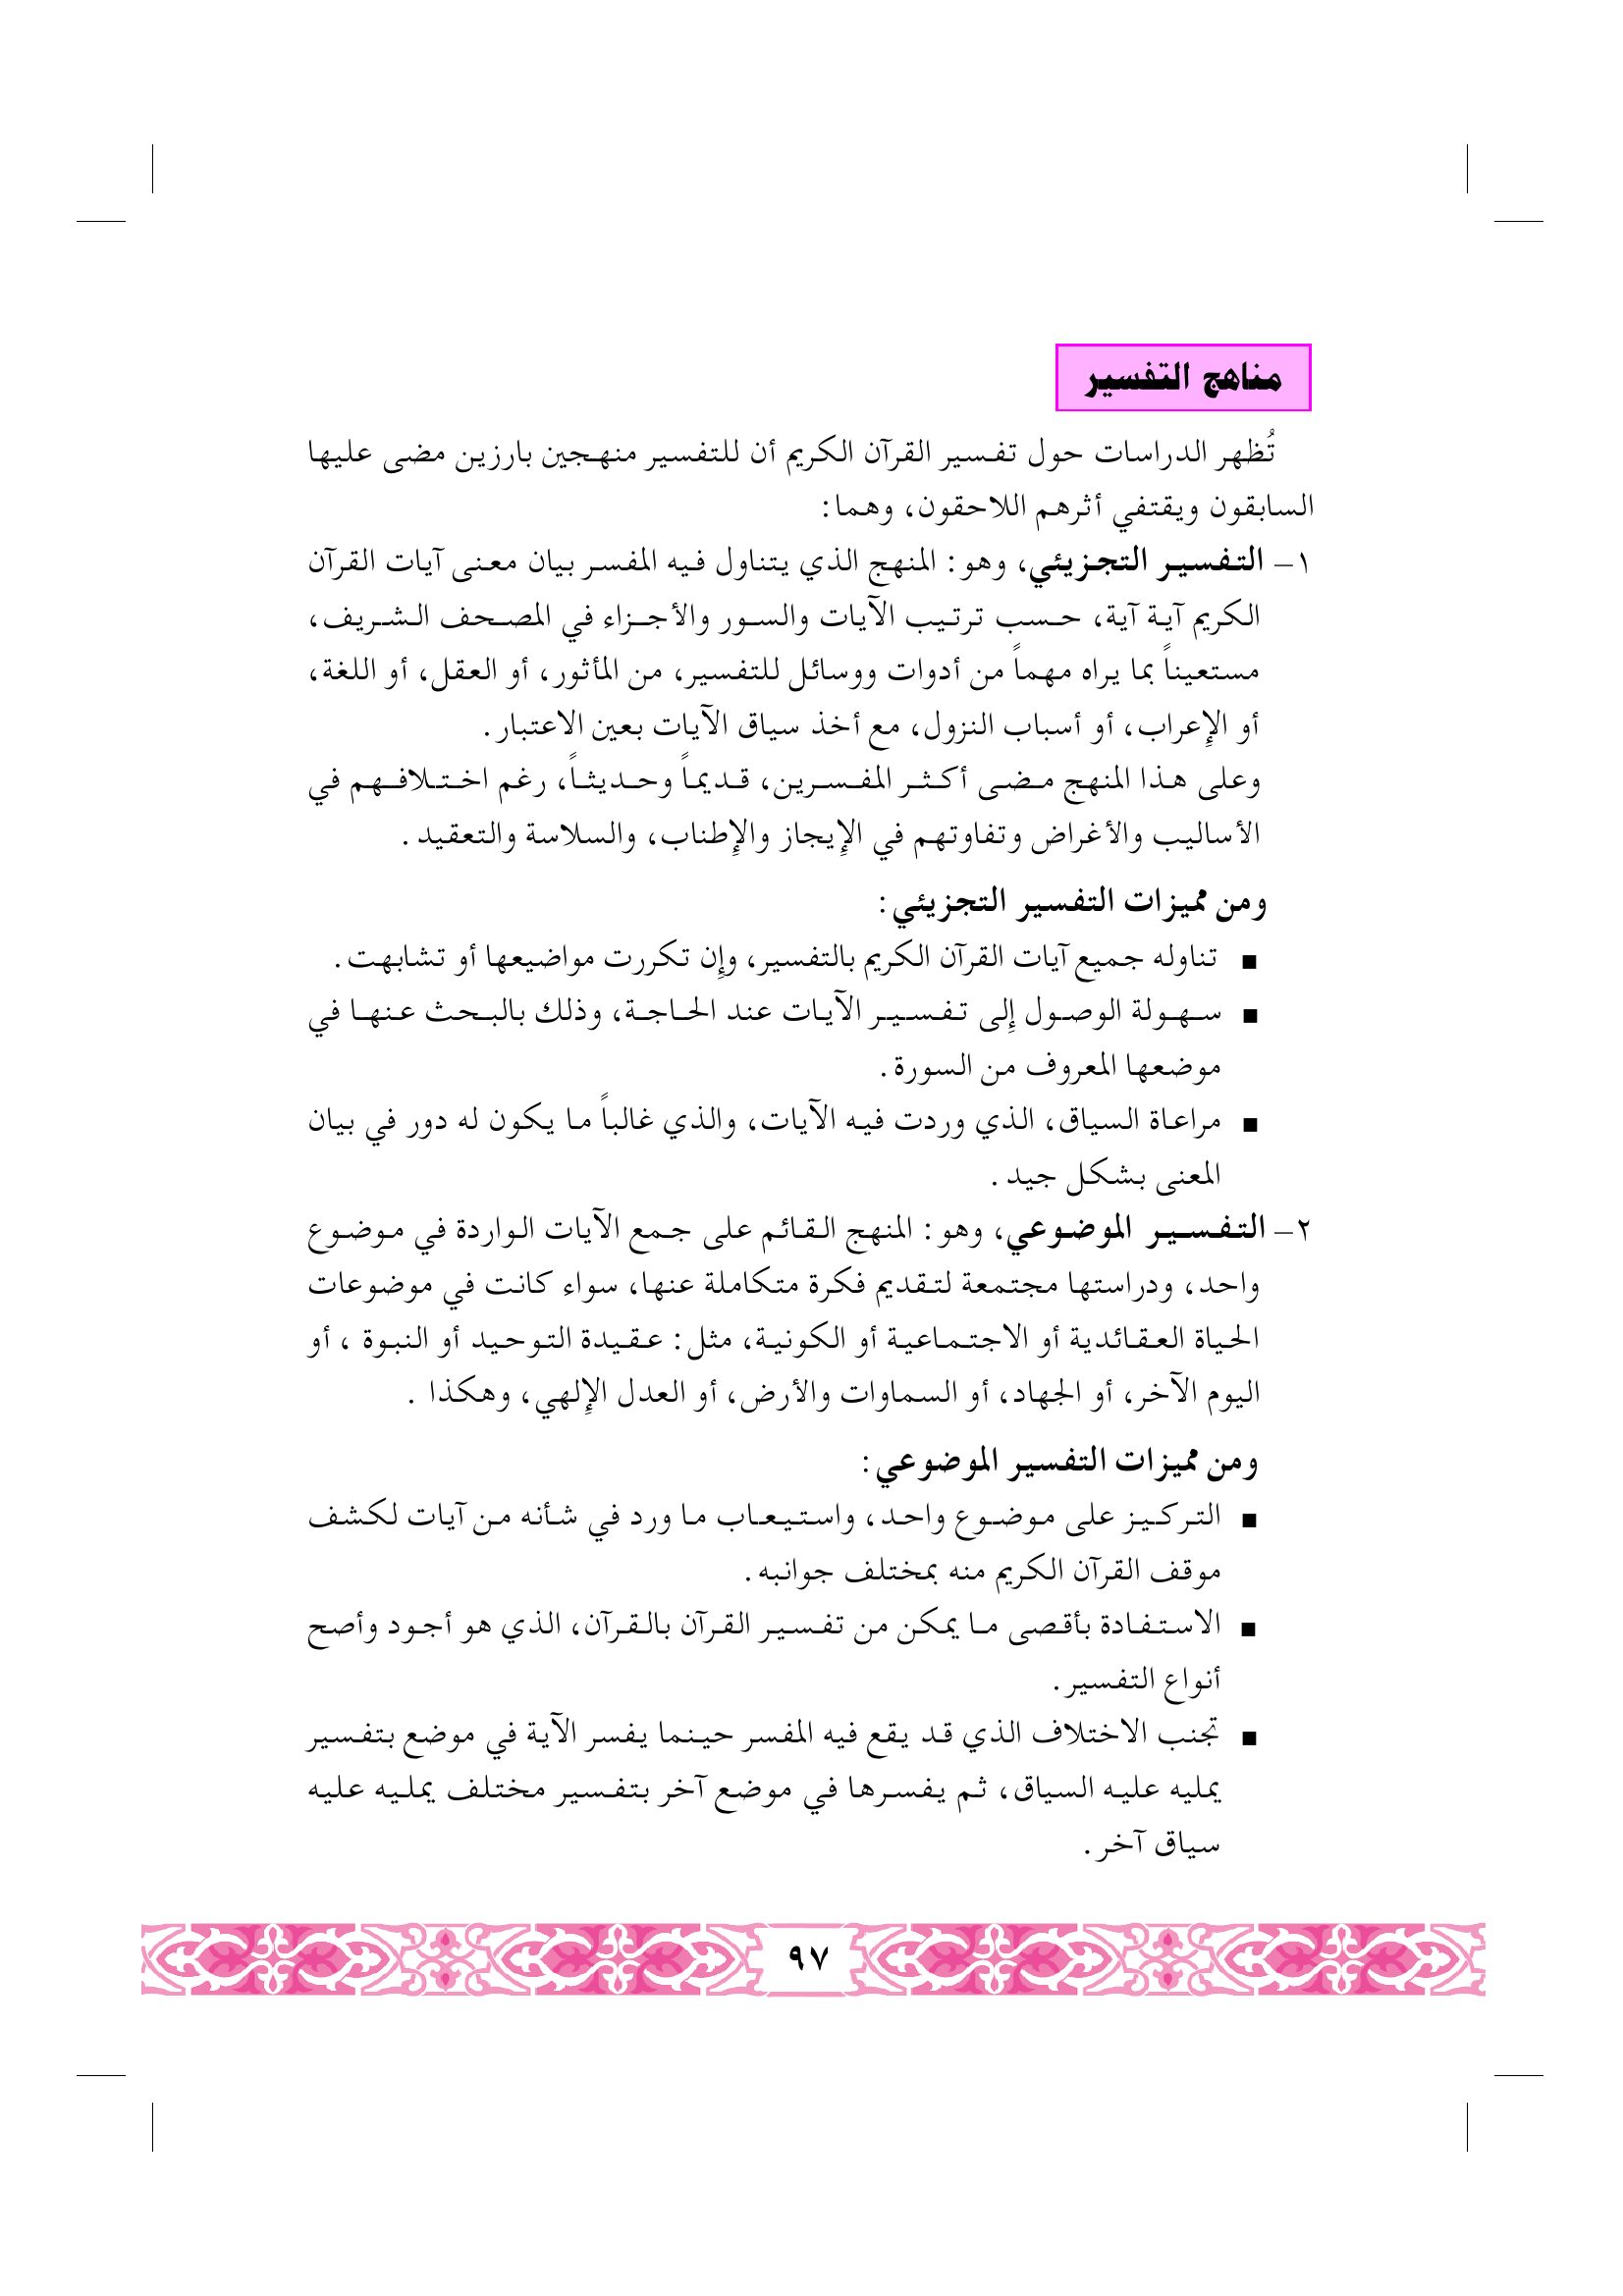 مناهج التفسير
تُظهر الدراسات حول تفسير القرآن الكريم أن للتفسير منهجين بارزين مضى عليها
السابقون ويقتفي أثرهم اللاحقون، وهما:
١– التفسير التجزيئي، وهو: المنهج الذي يتناول فيه المفسر بيان معنى آيات القرآن
الكريم آية آية، حسب ترتيب الآيات والسور والأجزاء في المصحف الشريف،
مستعيناً بما يراه مهماً من أدوات ووسائل للتفسير، من المأثور، أو العقل، أو اللغة،
أو الإعراب، أو أسباب النزول، مع أخذ سياق الآيات بعين الاعتبار.
وعلى هذا المنهج مضى أكثر المفسرين، قديماً وحديثاً، رغم اختلافهم في
الأساليب والأغراض وتفاوتهم في الإيجاز والإطناب، والسلاسة والتعقيد.
ومن مميزات التفسير التجزيئي:
■ تناوله جميع آيات القرآن الكريم بالتفسير، وإن تكررت مواضيعها أو تشابهت.
■ سهولة الوصول إلى تفسير الآيات عند الحاجة، وذلك بالبحث عنها في
موضعها المعروف من السورة.
■ مراعاة السياق، الذي وردت فيه الآيات، والذي غالباً ما يكون له دور في بيان
المعنى بشكل جيد.
٢– التفسير الموضوعي، وهو: المنهج القائم على جمع الآيات الواردة في موضوع
واحد، ودراستها مجتمعة لتقديم فكرة متكاملة عنها، سواء كانت في موضوعات
الحياة العقائدية أو الاجتماعية أو الكونية، مثل: عقيدة التوحيد أو النبوة ، أو
اليوم الآخر، أو الجهاد، أو السماوات والأرض، أو العدل الإلهي، وهكذا .
ومن مميزات التفسير الموضوعي:
■ التركيز على موضوع واحد، واستيعاب ما ورد في شأنه من آيات لكشف
موقف القرآن الكريم منه بمختلف جوانبه.
■ الاستفادة بأقصى ما يمكن من تفسير القرآن بالقرآن، الذي هو أجود وأصح
أنواع التفسير.
■ تجنب الاختلاف الذي قد يقع فيه المفسر حينما يفسر الآية في موضع بتفسير
يمليه عليه السياق، ثم يفسرها في موضع آخر بتفسير مختلف يمليه عليه
سياق آخر.
٩٧